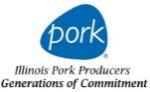 pork
Illinois Pork Producers
Generations of Commitment